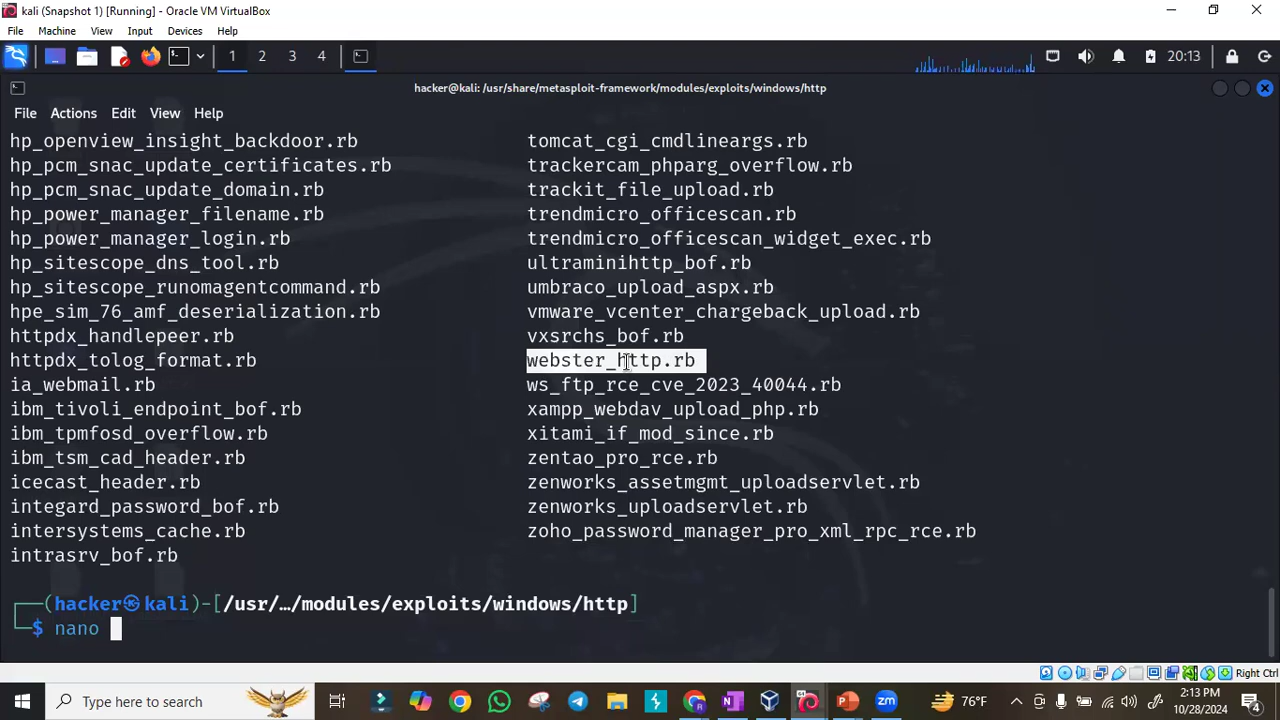 kali (Snapshot 1) [Running] - Oracle VM VirtualBox
File Machine View Input Devices Help
1 2 3 4 20:13
hacker@kali: /usr/share/metasploit-framework/modules/exploits/windows/http
File Actions Edit View Help
hp_openview_insight_backdoor.rb tomcat_cgi_cmdlineargs.rb
hp_pcm_snac_update_certificates.rb trackercam_phparg_overflow.rb
hp_pcm_snac_update_domain.rb trackit_file_upload.rb
hp_power_manager_filename.rb trendmicro_officescan.rb
hp_power_manager_login.rb trendmicro_officescan_widget_exec.rb
hp_sitescope_dns_tool.rb ultraminihttp_bof.rb
hp_sitescope_runomagentcommand.rb umbraco_upload_aspx.rb
hpe_sim_76_amf_deserialization.rb vmware_vcenter_chargeback_upload.rb
httpdx_handlepeer.rb vxsrchs_bof.rb
httpdx_tolog_format.rb webster_http.rb
ia_webmail.rb ws_ftp_rce_cve_2023_40044.rb
ibm_tivoli_endpoint_bof.rb xampp_webdav_upload_php.rb
ibm_tpmfosd_overflow.rb xitami_if_mod_since.rb
ibm_tsm_cad_header.rb zentao_pro_rce.rb
icecast_header.rb zenworks_assetmgmt_uploadservlet.rb
integard_password_bof.rb zenworks_uploadservlet.rb
intersystems_cache.rb zoho_password_manager_pro_xml_rpc_rce.rb
intrasrv_bof.rb
┌──(hacker㉿kali)-[/usr/…/modules/exploits/windows/http]
└─$ nano
Right Ctrl
Type here to search 76°F 2:13 PM
10/28/2024